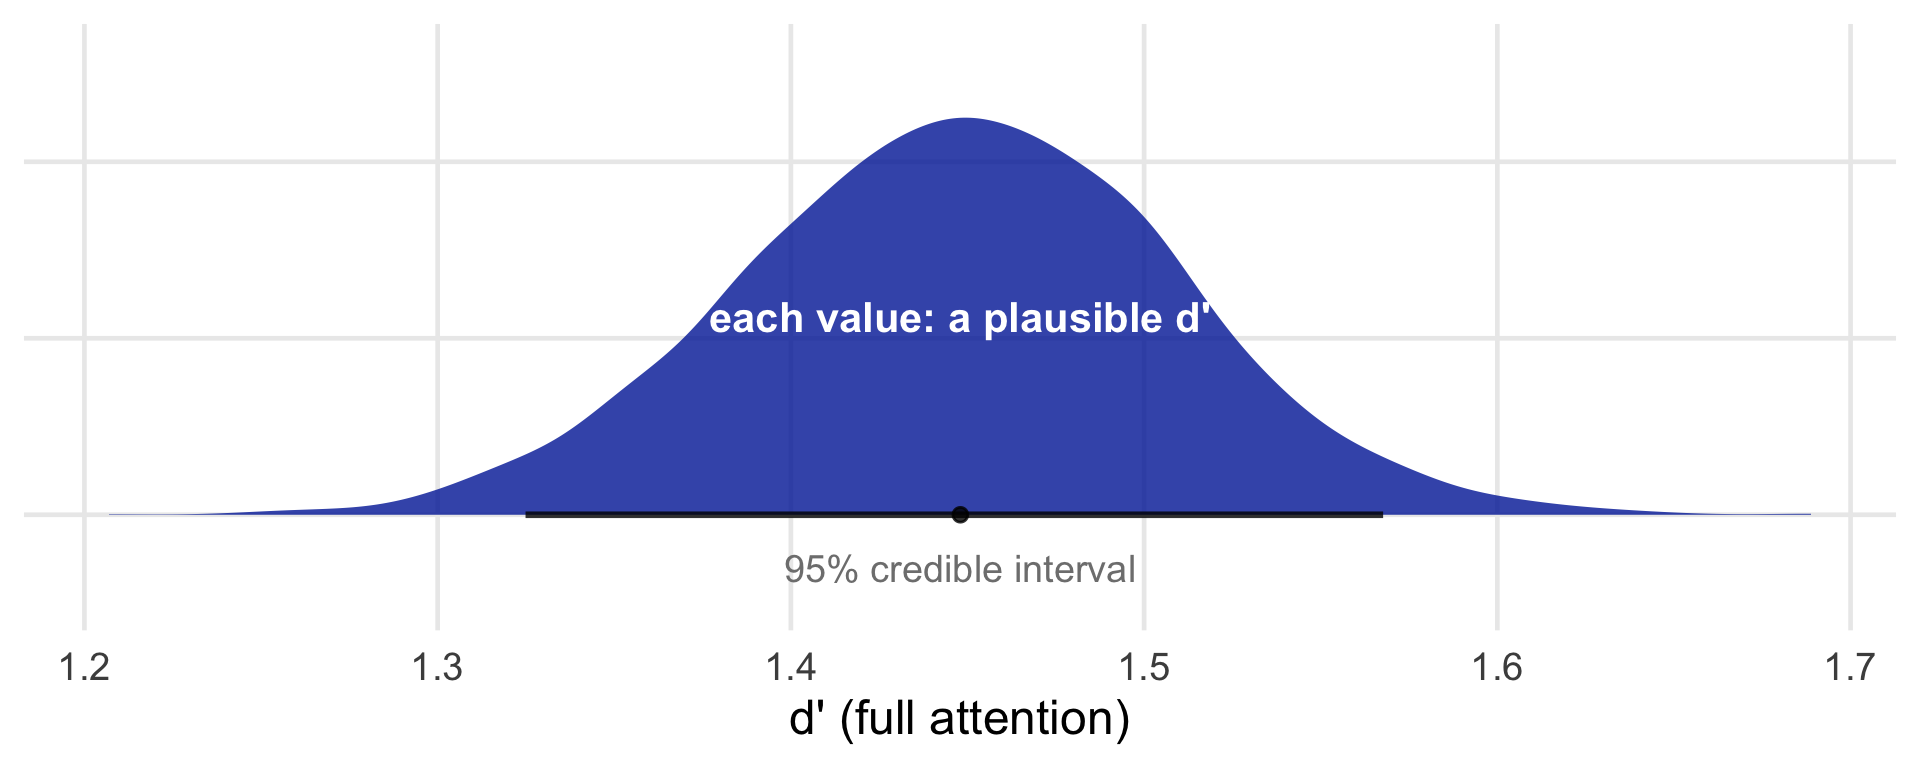 each value: a plausible d'
95% credible interval
1.2 1.3 1.4 1.5 1.6 1.7
d' (full attention)